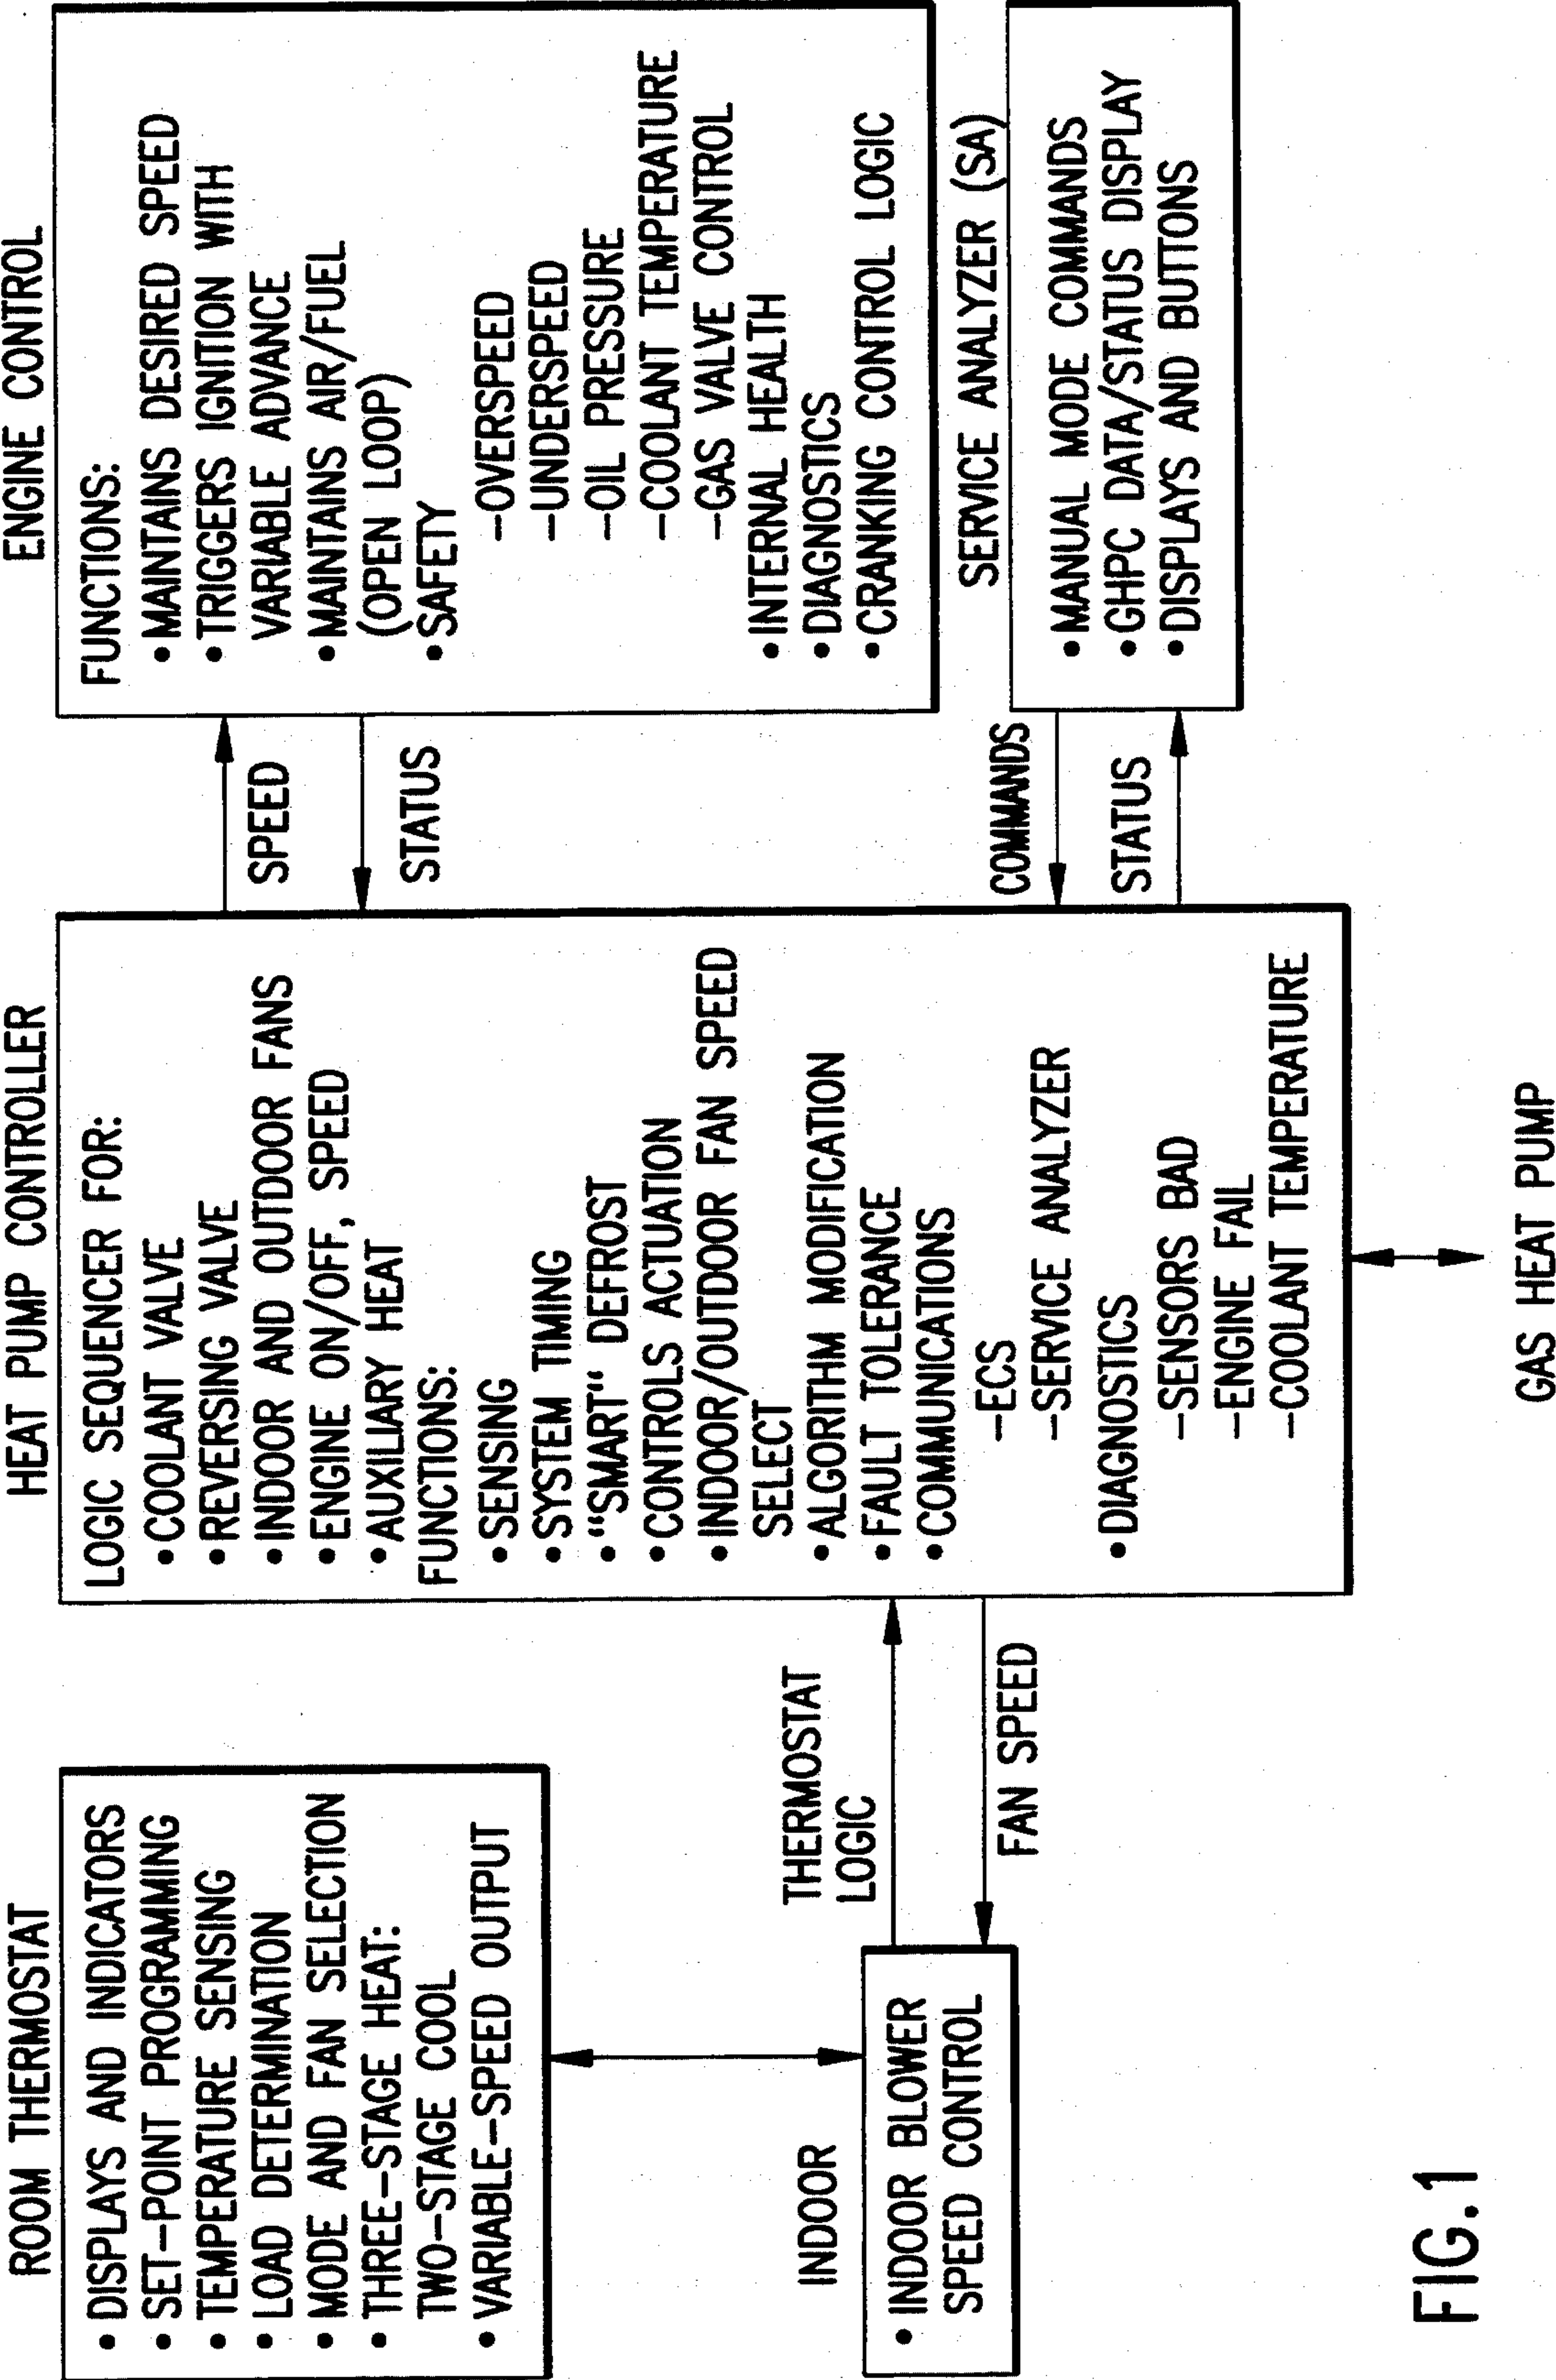 ROOM THERMOSTAT
• DISPLAYS AND INDICATORS
• SET-POINT PROGRAMING
• TEMPERATURE SENSING
• LOAD DETERMINATION
• MODE AND FAN SELECTION
• THREE-STAGE HEAT:
TWO-STAGE COOL
• VARIABLE-SPEED OUTPUT
INDOOR
• INDOOR BLOWER
SPEED CONTROL
THERMOSTAT
LOGIC
FAN SPEED
HEAT PUMP CONTROLLER
LOGIC SEQUENCER FOR:
• COOLANT VALVE
• REVERSING VALVE
• INDOOR AND OUTDOOR FANS
• ENGINE ON/OFF, SPEED
• AUXILIARY HEAT
FUNCTIONS:
• SENSING
• SYSTEM TIMING
• “SMART“ DEFROST
• CONTROLS ACTUATION
• INDOOR/OUTDOOR FAN SPEED
SELECT
• ALGORITHM MODIFICATION
• FAULT TOLERANCE
• COMMUNICATIONS
-ECS
-SERVICE ANALYZER
• DIAGNOSTICS
-SENSORS BAD
-ENGINE FAIL
-COOLANT TEMPERATURE
GAS HEAT PUMP
SPEED
STATUS
COMMANDS
STATUS
ENGINE CONTROL
FUNCTIONS:
• MAINTAINS DESIRED SPEED
• TRIGGERS IGNITION WITH
VARIABLE ADVANCE
• MAINTAINS AIR/FUEL
(OPEN LOOP)
• SAFETY
-OVERSPEED
-UNDERSPEED
-OIL PRESSURE
-COOLANT TEMPERATURE
-GAS VALVE CONTROL
• INTERNAL HEALTH
• DIAGNOSTICS
• CRANKING CONTROL LOGIC
SERVICE ANALYZER (SA)
• MANUAL MODE COMMANDS
• GHPC DATA/STATUS DISPLAY
• DISPLAYS AND BUTTONS
FIG.1